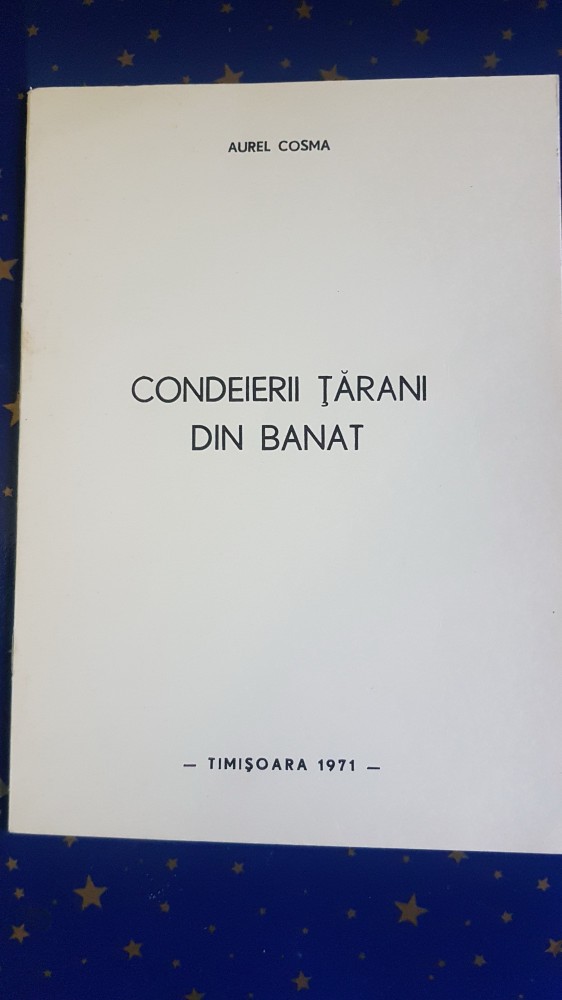 AUREL COSMA
CONDEIERII ŢĂRANI
DIN BANAT
— TIMIŞOARA 1971 —